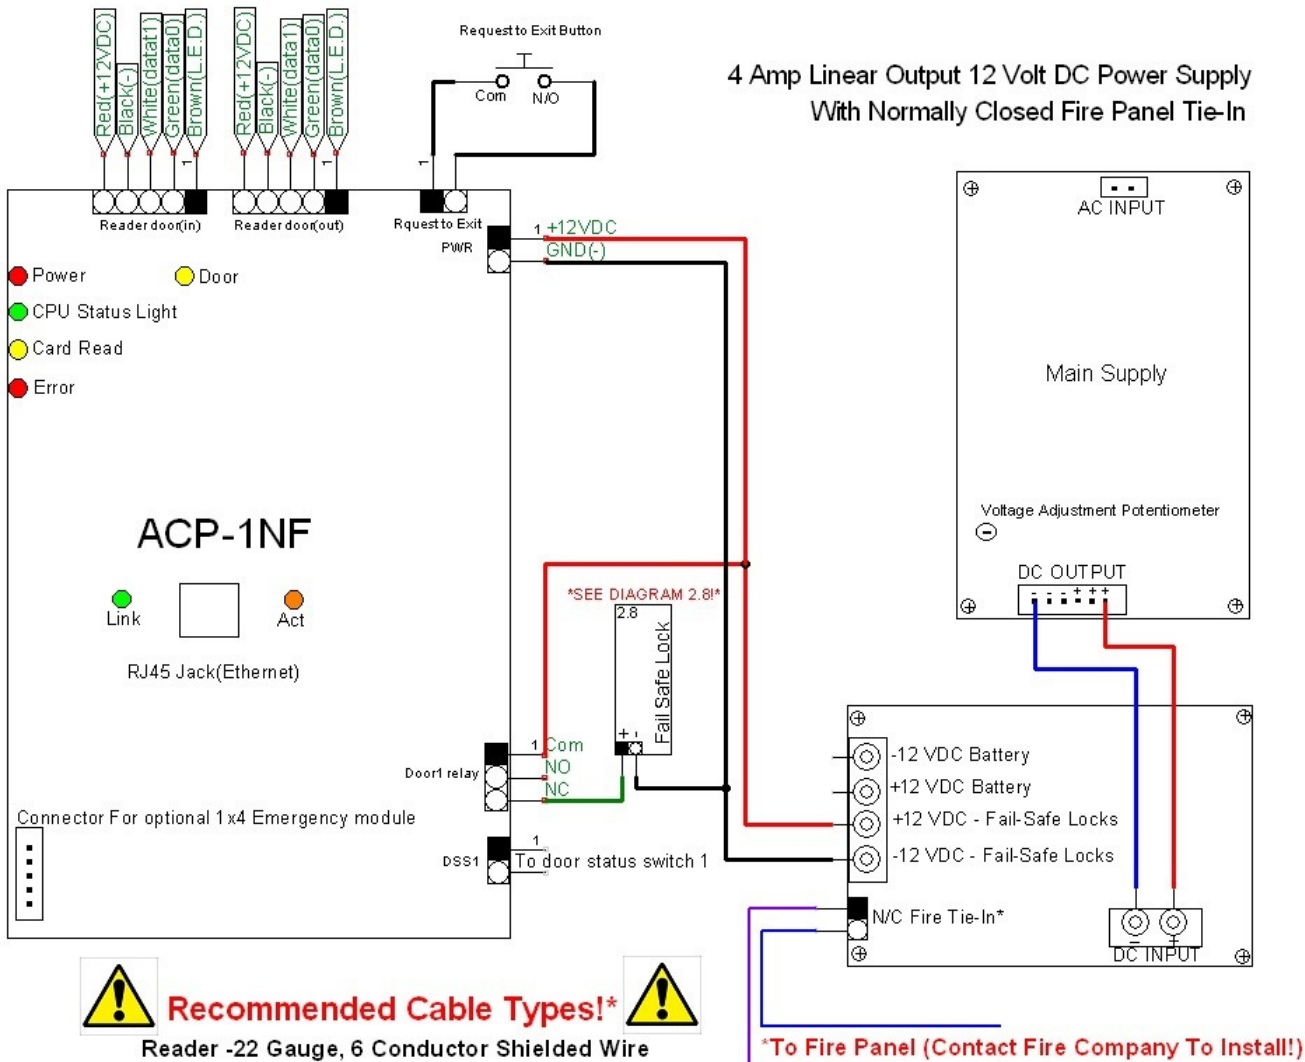 Red(+12VDC)
Black(-)
White(datat1)
Green(data0)
Brown(L.E.D.)
Red(+12VDC)
Black(-)
White(data1)
Green(data0)
Brown(L.E.D.)
Request to Exit Button
Com
N/O
4 Amp Linear Output 12 Volt DC Power Supply
With Normally Closed Fire Panel Tie-In
1
1
1
Reader door(in)
Reader door(out)
Rquest to Exit
PWR
1
+12VDC
GND(-)
AC INPUT
Power
Door
CPU Status Light
Card Read
Error
Main Supply
ACP-1NF
Link
Act
RJ45 Jack(Ethernet)
Voltage Adjustment Potentiometer
DC OUTPUT
- - - + + +
*SEE DIAGRAM 2.8!*
2.8
Fail Safe Lock
+ -
Door1 relay
1
Com
NO
NC
-12 VDC Battery
+12 VDC Battery
+12 VDC - Fail-Safe Locks
-12 VDC - Fail-Safe Locks
Connector For optional 1x4 Emergency module
DSS1
1
To door status switch 1
N/C Fire Tie-In*
- +
DC INPUT
Recommended Cable Types!*
Reader -22 Gauge, 6 Conductor Shielded Wire
*To Fire Panel (Contact Fire Company To Install!)